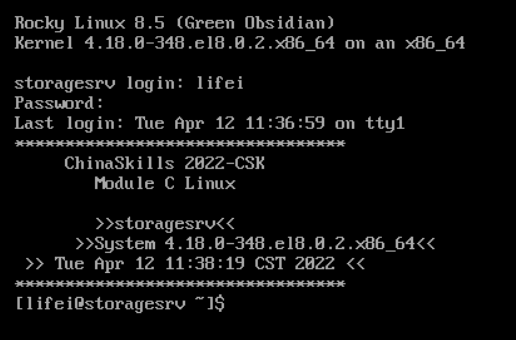 Rocky Linux 8.5 (Green Obsidian)
Kernel 4.18.0-348.el8.0.2.x86_64 on an x86_64
storagesrv login: lifei
Password:
Last login: Tue Apr 12 11:36:59 on tty1
*********************************
ChinaSkills 2022-CSK
Module C Linux
>>storagesrv<<
>>System 4.18.0-348.el8.0.2.x86_64<<
>> Tue Apr 12 11:38:19 CST 2022 <<
*********************************
[lifei@storagesrv ~]$